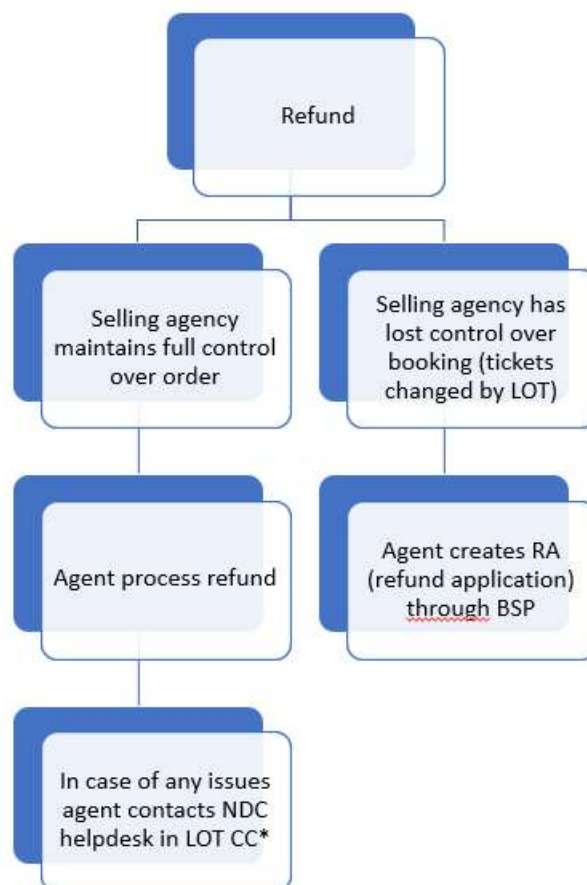 Refund
Selling agency
maintains full control
over order
Selling agency has
lost control over
booking (tickets
changed by LOT)
Agent process refund
Agent creates RA
(refund application)
through BSP
In case of any issues
agent contacts NDC
helpdesk in LOT CC*